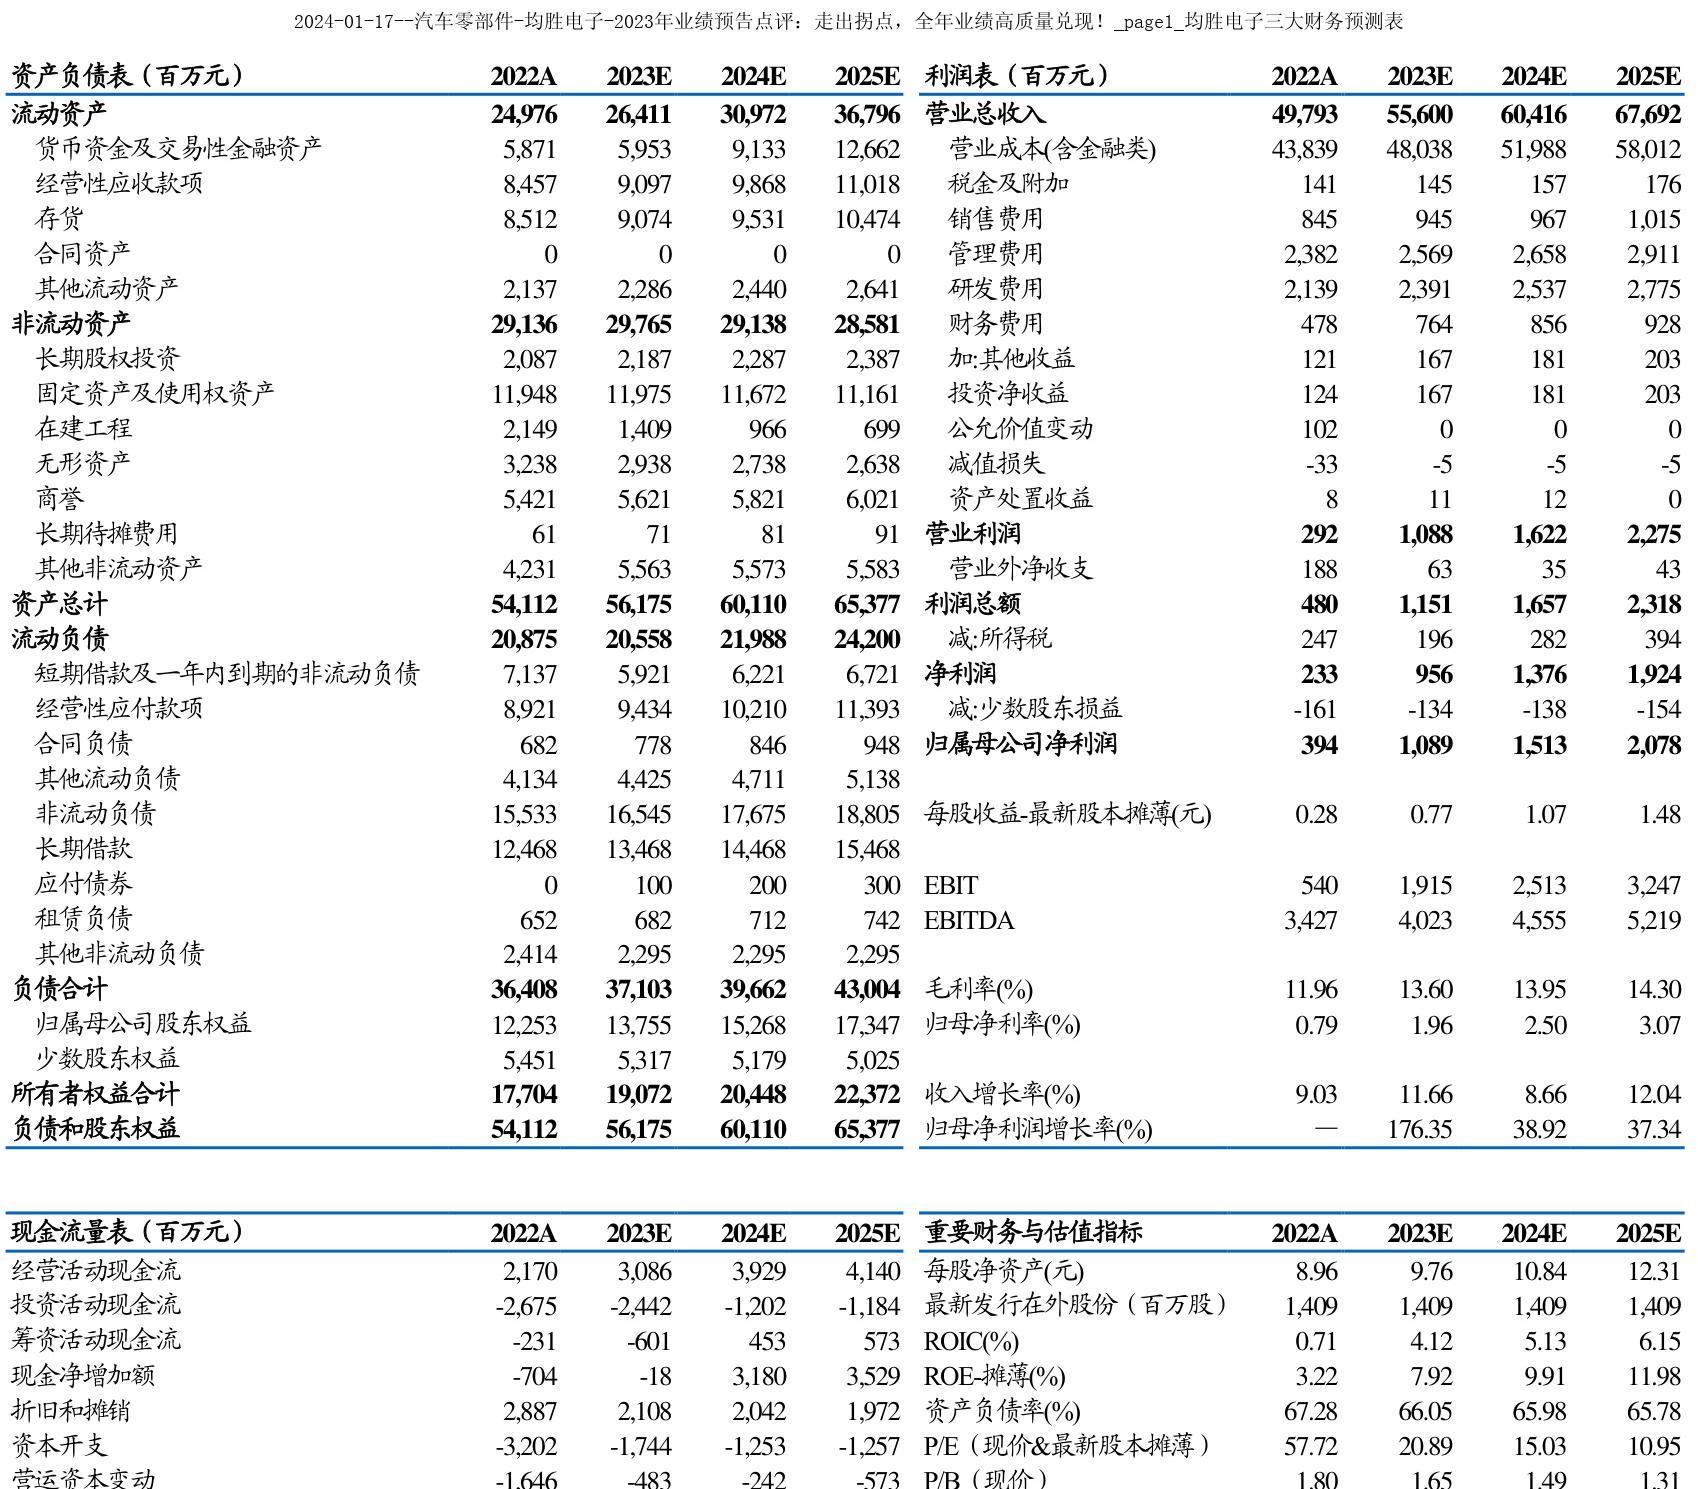 2024-01-17--汽车零部件-均胜电子-2023年业绩预告点评：走出拐点，全年业绩高质量兑现！_page1_均胜电子三大财务预测表
资产负债表（百万元） 2022A 2023E 2024E 2025E 利润表（百万元） 2022A 2023E 2024E 2025E
流动资产 24,976 26,411 30,972 36,796 营业总收入 49,793 55,600 60,416 67,692
货币资金及交易性金融资产 5,871 5,953 9,133 12,662 营业成本(含金融类) 43,839 48,038 51,988 58,012
经营性应收款项 8,457 9,097 9,868 11,018 税金及附加 141 145 157 176
存货 8,512 9,074 9,531 10,474 销售费用 845 945 967 1,015
合同资产 0 0 0 0 管理费用 2,382 2,569 2,658 2,911
其他流动资产 2,137 2,286 2,440 2,641 研发费用 2,139 2,391 2,537 2,775
非流动资产 29,136 29,765 29,138 28,581 财务费用 478 764 856 928
长期股权投资 2,087 2,187 2,287 2,387 加:其他收益 121 167 181 203
固定资产及使用权资产 11,948 11,975 11,672 11,161 投资净收益 124 167 181 203
在建工程 2,149 1,409 966 699 公允价值变动 102 0 0 0
无形资产 3,238 2,938 2,738 2,638 减值损失 -33 -5 -5 -5
商誉 5,421 5,621 5,821 6,021 资产处置收益 8 11 12 0
长期待摊费用 61 71 81 91 营业利润 292 1,088 1,622 2,275
其他非流动资产 4,231 5,563 5,573 5,583 营业外净收支 188 63 35 43
资产总计 54,112 56,175 60,110 65,377 利润总额 480 1,151 1,657 2,318
流动负债 20,875 20,558 21,988 24,200 减:所得税 247 196 282 394
短期借款及一年内到期的非流动负债 7,137 5,921 6,221 6,721 净利润 233 956 1,376 1,924
经营性应付款项 8,921 9,434 10,210 11,393 减:少数股东损益 -161 -134 -138 -154
合同负债 682 778 846 948 归属母公司净利润 394 1,089 1,513 2,078
其他流动负债 4,134 4,425 4,711 5,138
非流动负债 15,533 16,545 17,675 18,805 每股收益-最新股本摊薄(元) 0.28 0.77 1.07 1.48
长期借款 12,468 13,468 14,468 15,468
应付债券 0 100 200 300 EBIT 540 1,915 2,513 3,247
租赁负债 652 682 712 742 EBITDA 3,427 4,023 4,555 5,219
其他非流动负债 2,414 2,295 2,295 2,295
负债合计 36,408 37,103 39,662 43,004 毛利率(%) 11.96 13.60 13.95 14.30
归属母公司股东权益 12,253 13,755 15,268 17,347 归母净利率(%) 0.79 1.96 2.50 3.07
少数股东权益 5,451 5,317 5,179 5,025
所有者权益合计 17,704 19,072 20,448 22,372 收入增长率(%) 9.03 11.66 8.66 12.04
负债和股东权益 54,112 56,175 60,110 65,377 归母净利润增长率(%) — 176.35 38.92 37.34
现金流量表（百万元） 2022A 2023E 2024E 2025E 重要财务与估值指标 2022A 2023E 2024E 2025E
经营活动现金流 2,170 3,086 3,929 4,140 每股净资产(元) 8.96 9.76 10.84 12.31
投资活动现金流 -2,675 -2,442 -1,202 -1,184 最新发行在外股份（百万股） 1,409 1,409 1,409 1,409
筹资活动现金流 -231 -601 453 573 ROIC(%) 0.71 4.12 5.13 6.15
现金净增加额 -704 -18 3,180 3,529 ROE-摊薄(%) 3.22 7.92 9.91 11.98
折旧和摊销 2,887 2,108 2,042 1,972 资产负债率(%) 67.28 66.05 65.98 65.78
资本开支 -3,202 -1,744 -1,253 -1,257 P/E（现价&最新股本摊薄） 57.72 20.89 15.03 10.95
营运资本变动 -1,646 -483 -242 -573 P/B（现价） 1.80 1.65 1.49 1.31